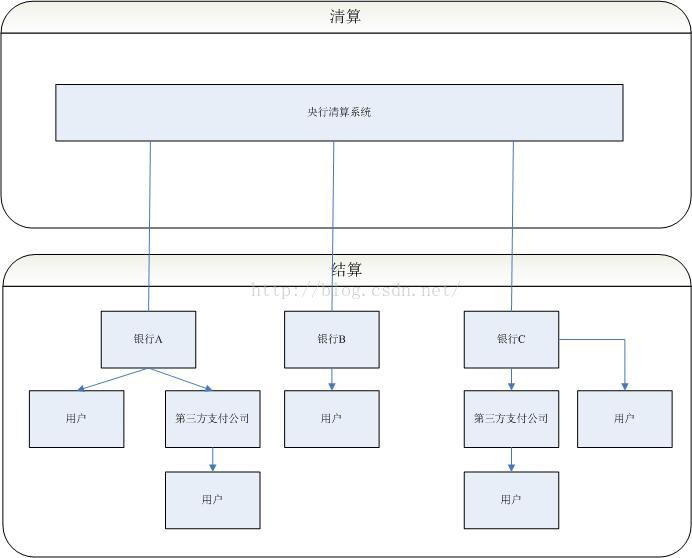 清算
央行清算系统
结算
http://blog.csdn.net/
银行A
银行B
银行C
用户
第三方支付公司
用户
第三方支付公司
用户
用户
用户